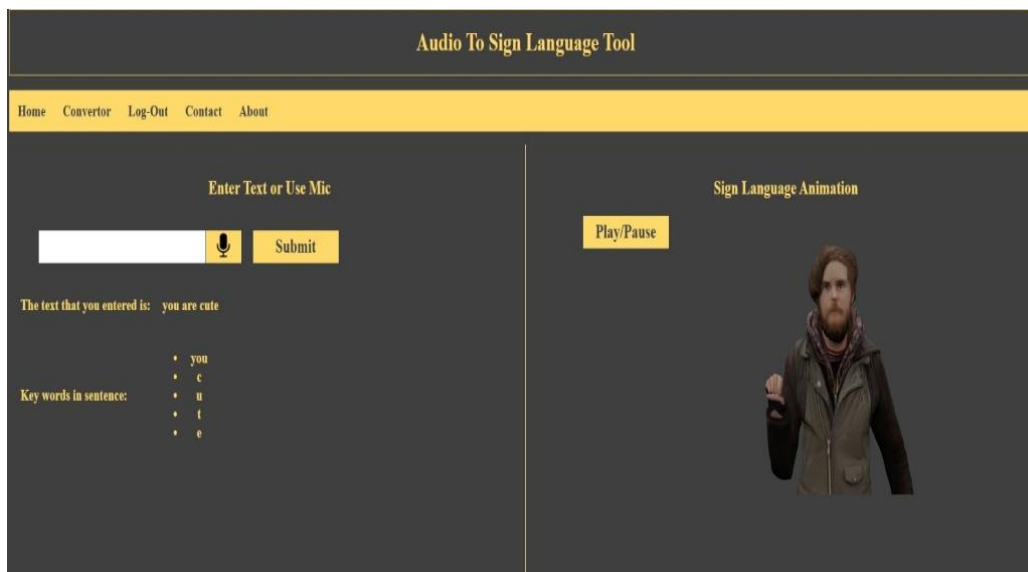 Audio To Sign Language Tool
Home Convertor Log-Out Contact About
Enter Text or Use Mic
Submit
The text that you entered is: you are cute
Key words in sentence:
• you
• c
• u
• t
• e
Sign Language Animation
Play/Pause